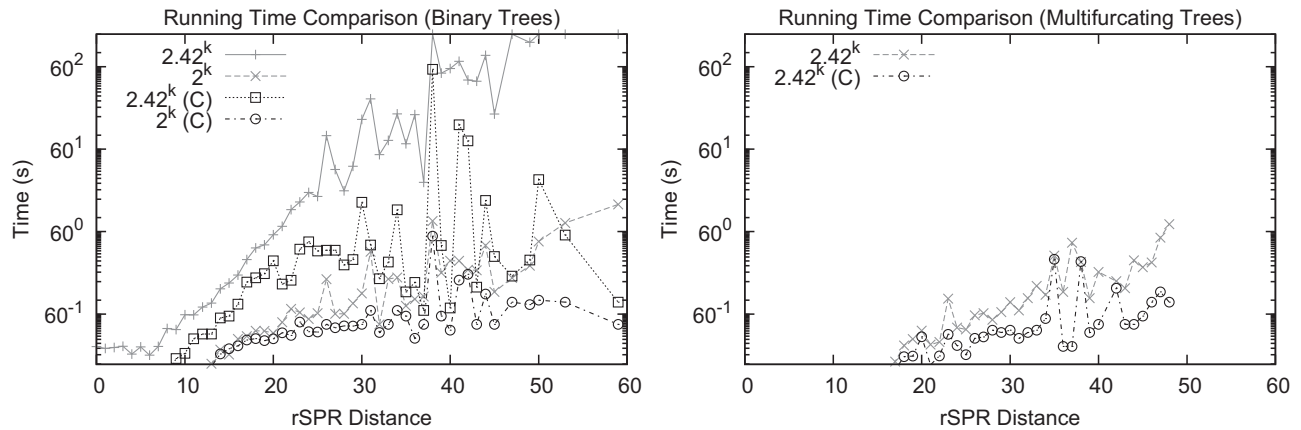 Running Time Comparison (Binary Trees)
2.42^k
2^k
2.42^k (C)
2^k (C)
60^2
60^1
60^0
60^-1
Time (s)
0 10 20 30 40 50 60
rSPR Distance
Running Time Comparison (Multifurcating Trees)
2.42^k
2.42^k (C)
60^2
60^1
60^0
60^-1
Time (s)
0 10 20 30 40 50 60
rSPR Distance